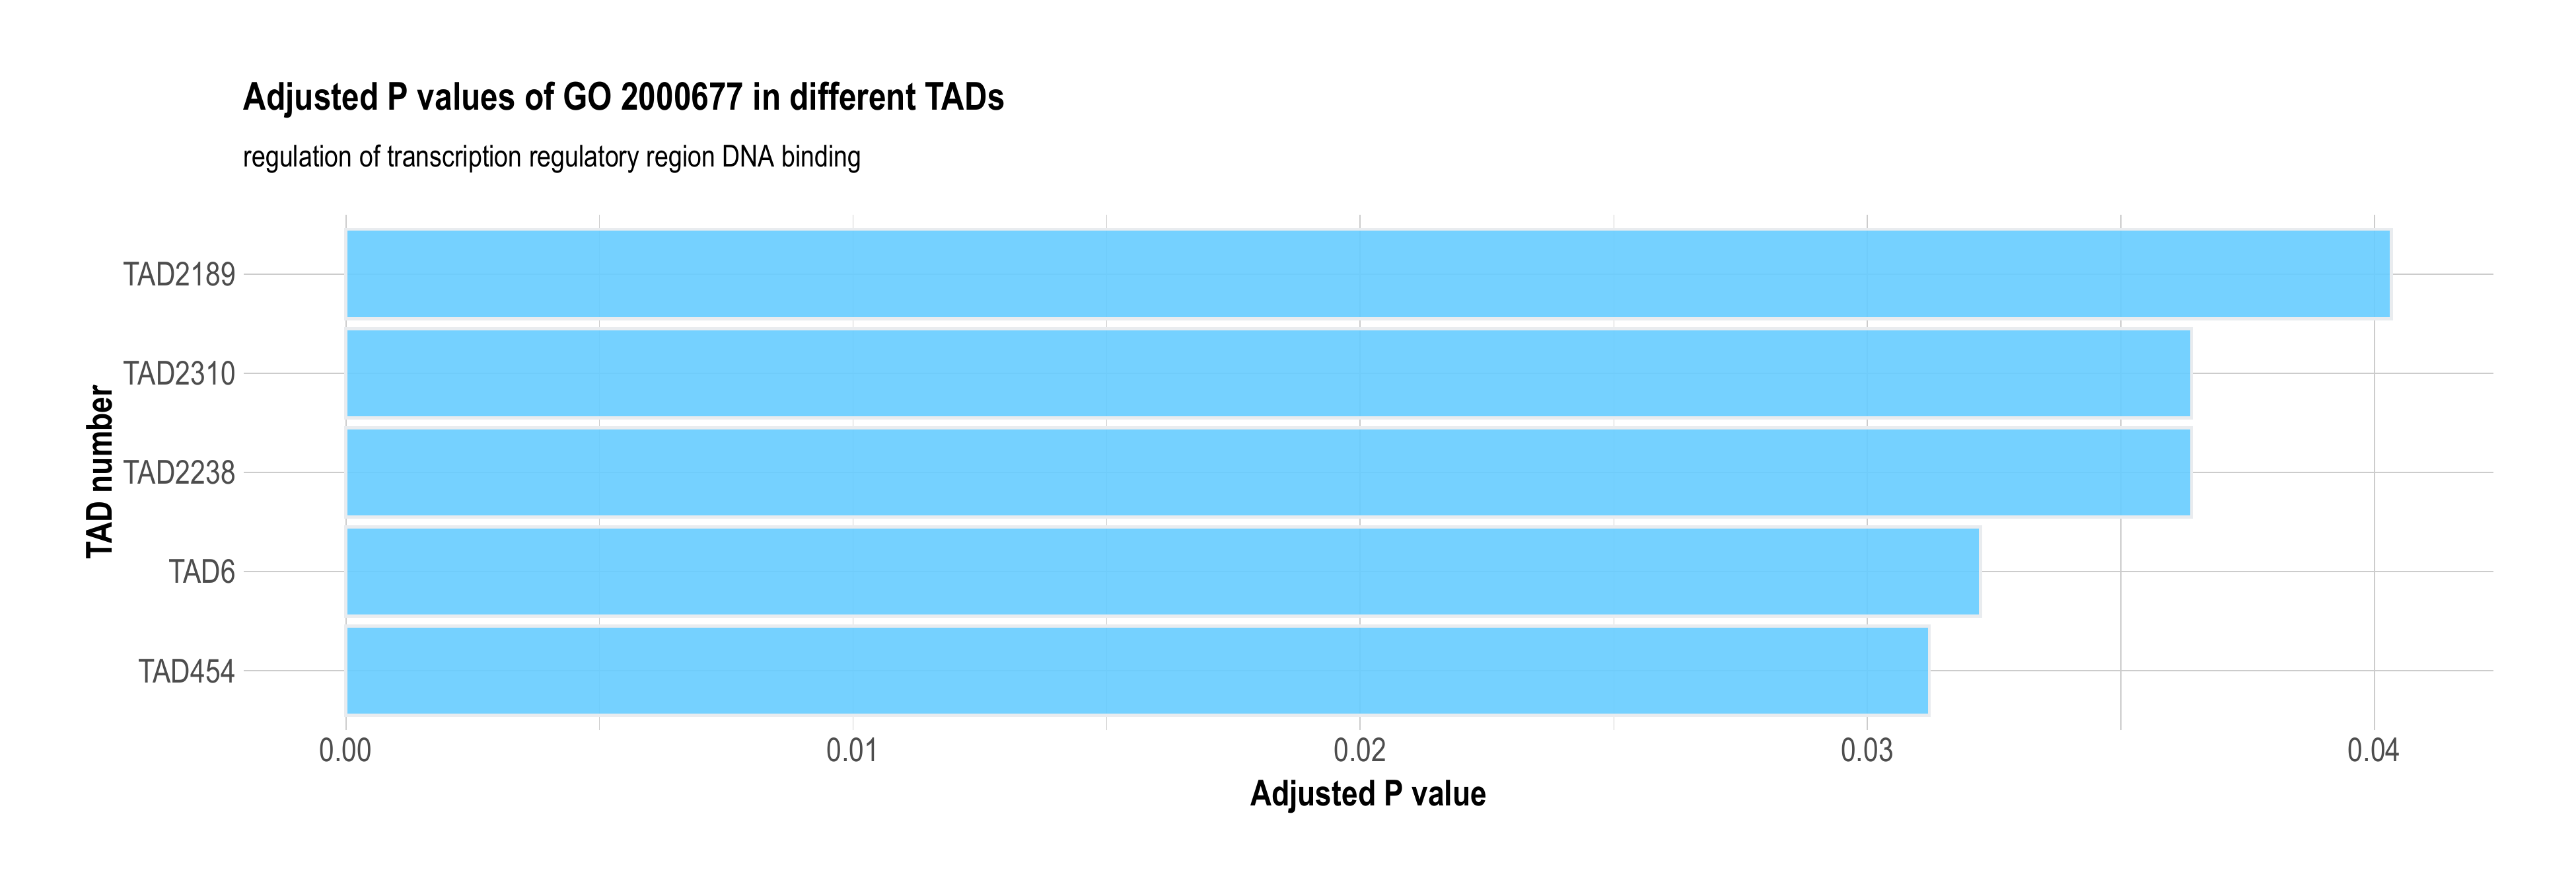 Adjusted P values of GO 2000677 in different TADs
regulation of transcription regulatory region DNA binding
TAD number
TAD2189
TAD2310
TAD2238
TAD6
TAD454
0.00 0.01 0.02 0.03 0.04
Adjusted P value